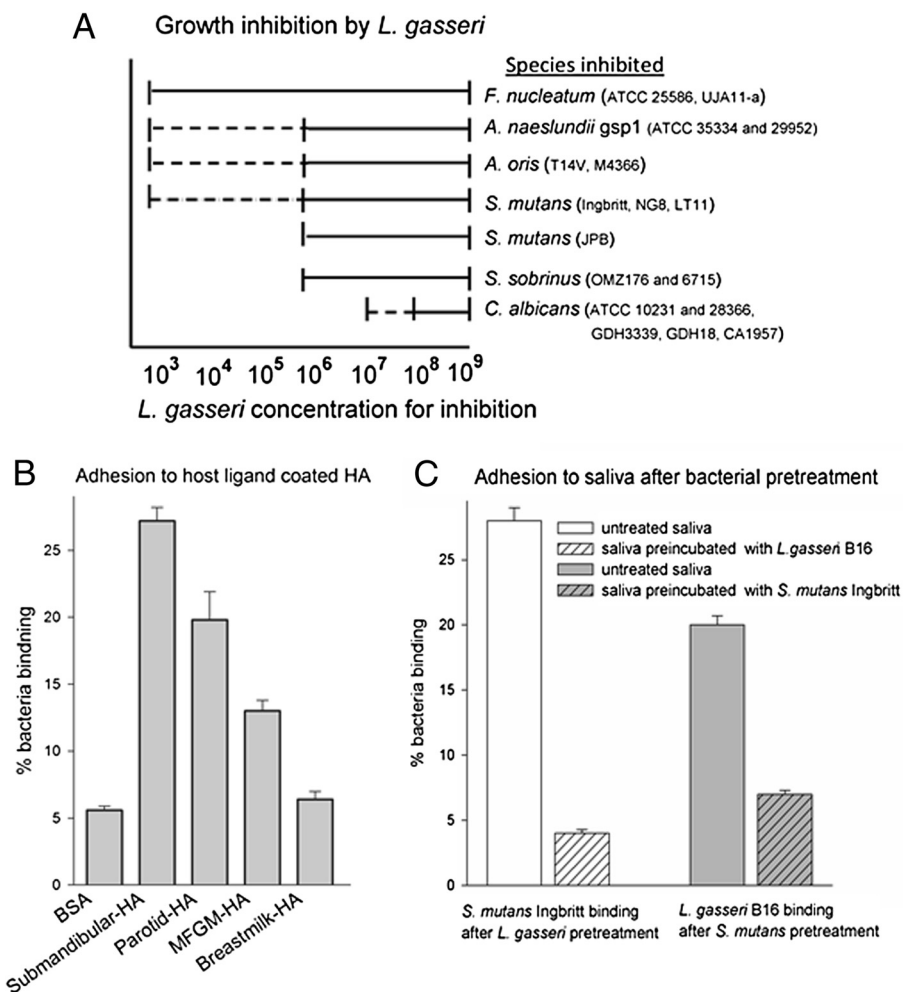 A
Growth inhibition by L. gasseri
Species inhibited
F. nucleatum (ATCC 25586, UJA11-a)
A. naeslundii gsp1 (ATCC 35334 and 29952)
A. oris (T14V, M4366)
S. mutans (Ingbritt, NG8, LT11)
S. mutans (JPB)
S. sobrinus (OMZ176 and 6715)
C. albicans (ATCC 10231 and 28366,
GDH3339, GDH18, CA1957)
10³ 10⁴ 10⁵ 10⁶ 10⁷ 10⁸ 10⁹
L. gasseri concentration for inhibition
B
Adhesion to host ligand coated HA
% bacteria bindning
25
20
15
10
5
0
BSA
Submandibular-HA
Parotid-HA
MFGM-HA
Breastmilk-HA
C
Adhesion to saliva after bacterial pretreatment
untreated saliva
saliva preincubated with L.gasseri B16
untreated saliva
saliva preincubated with S. mutans Ingbritt
% bacteria binding
25
20
15
10
5
0
S. mutans Ingbritt binding
after L. gasseri pretreatment
L. gasseri B16 binding
after S. mutans pretreatment